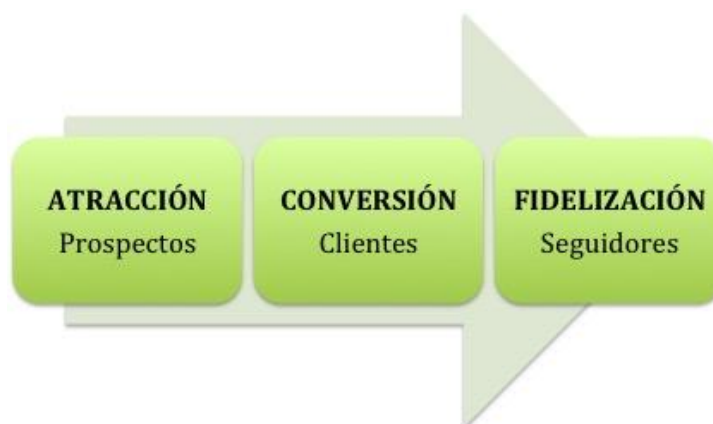 ATRACCIÓN
Prospectos
CONVERSIÓN
Clientes
FIDELIZACIÓN
Seguidores